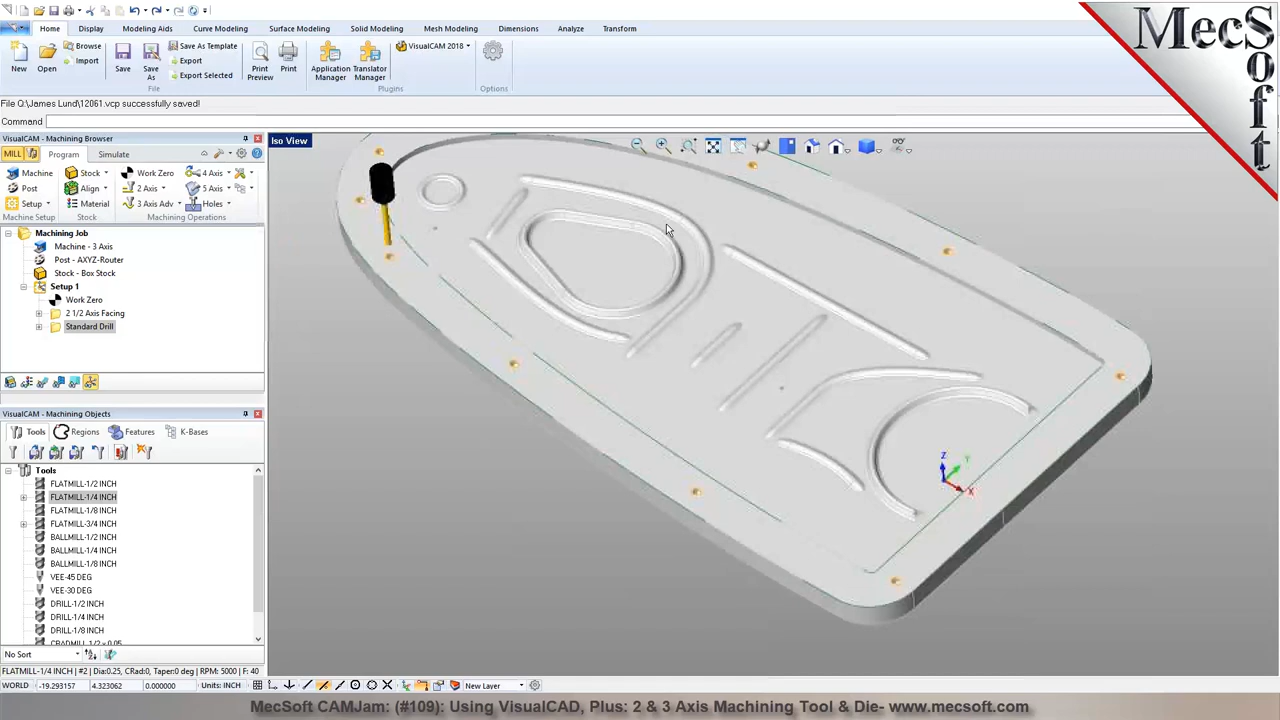 Home Display Modeling Aids Curve Modeling Surface Modeling Solid Modeling Mesh Modeling Dimensions Analyze Transform
MecSoft
New Open Browse Import Save Save As Save As Template Export Export Selected Print Preview Print Application Manager Translator Manager VisualCAM 2018
File Plugins Options
File Q:\James Lund\12061.vcp successfully saved!
Command
VisualCAM - Machining Browser
MILL Program Simulate
Machine Stock Work Zero 4 Axis
Post Align 2 Axis 5 Axis
Setup Material 3 Axis Adv Holes
Machine Setup Stock Machining Operations
Machining Job
Machine - 3 Axis
Post - AXYZ-Router
Stock - Box Stock
Setup 1
Work Zero
2 1/2 Axis Facing
Standard Drill
VisualCAM - Machining Objects
Tools Regions Features K-Bases
Tools
FLATMILL-1/2 INCH
FLATMILL-1/4 INCH
FLATMILL-1/8 INCH
FLATMILL-3/4 INCH
BALLMILL-1/2 INCH
BALLMILL-1/4 INCH
BALLMILL-1/8 INCH
VEE-45 DEG
VEE-30 DEG
DRILL-1/2 INCH
DRILL-1/4 INCH
DRILL-1/8 INCH
No Sort
FLATMILL-1/4 INCH | #2 | Dia:0.25, CRad:0, Taper:0 deg | RPM: 5000 | F: 40
WORLD -19.293157 4.323062 0.000000 Units: INCH New Layer
Iso View
Z
Y
X
MecSoft CAMJam: (#109): Using VisualCAD, Plus: 2 & 3 Axis Machining Tool & Die- www.mecsoft.com